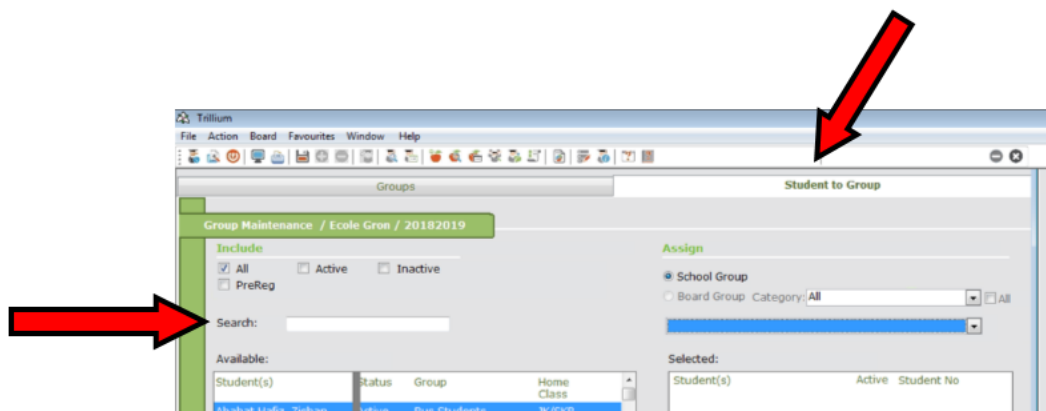 Trillium
File Action Board Favourites Window Help
Groups
Student to Group
Group Maintenance / Ecole Gron / 20182019
Include
All Active Inactive
PreReg
Search:
Assign
School Group
Board Group Category: All All
Available:
Student(s) Status Group Home Class
Selected:
Student(s) Active Student No